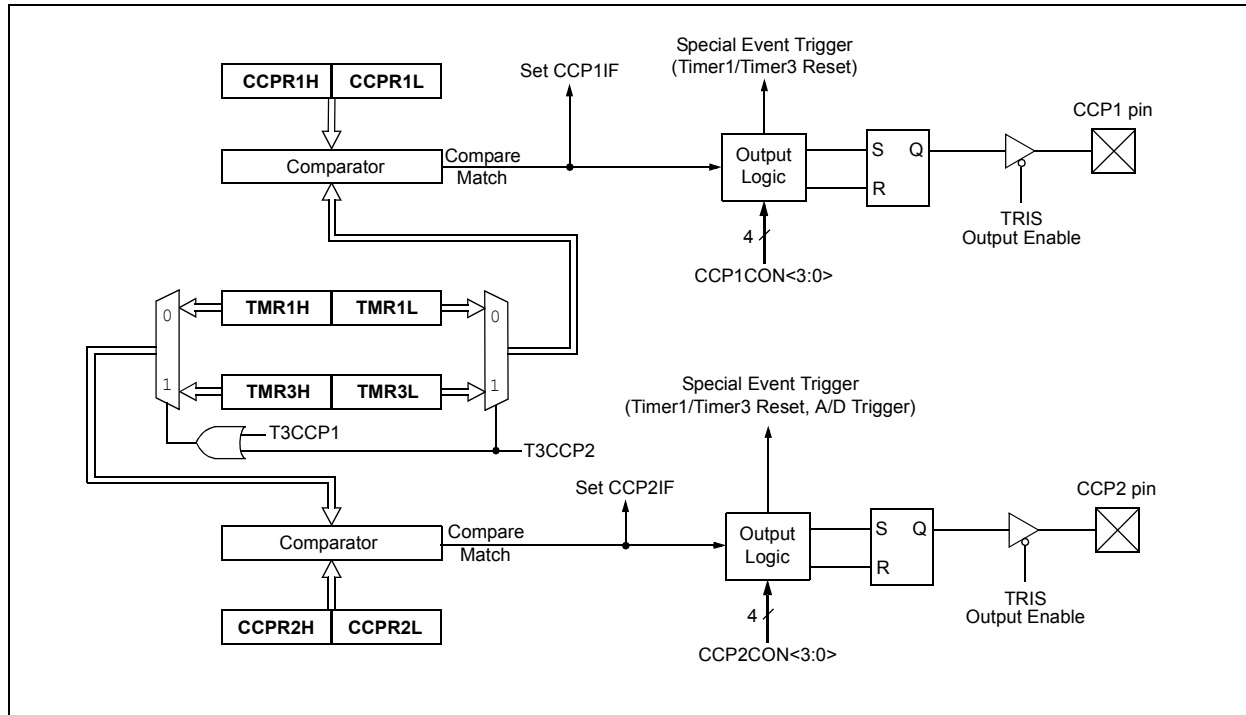 Special Event Trigger
(Timer1/Timer3 Reset)
Set CCP1IF
CCPR1H CCPR1L
CCP1 pin
Comparator
Compare
Match
Output
Logic
S Q
R
TRIS
Output Enable
4
CCP1CON<3:0>
0
TMR1H TMR1L
0
1
TMR3H TMR3L
1
T3CCP1
T3CCP2
Special Event Trigger
(Timer1/Timer3 Reset, A/D Trigger)
Set CCP2IF
CCP2 pin
Comparator
Compare
Match
Output
Logic
S Q
R
TRIS
Output Enable
CCPR2H CCPR2L
4
CCP2CON<3:0>